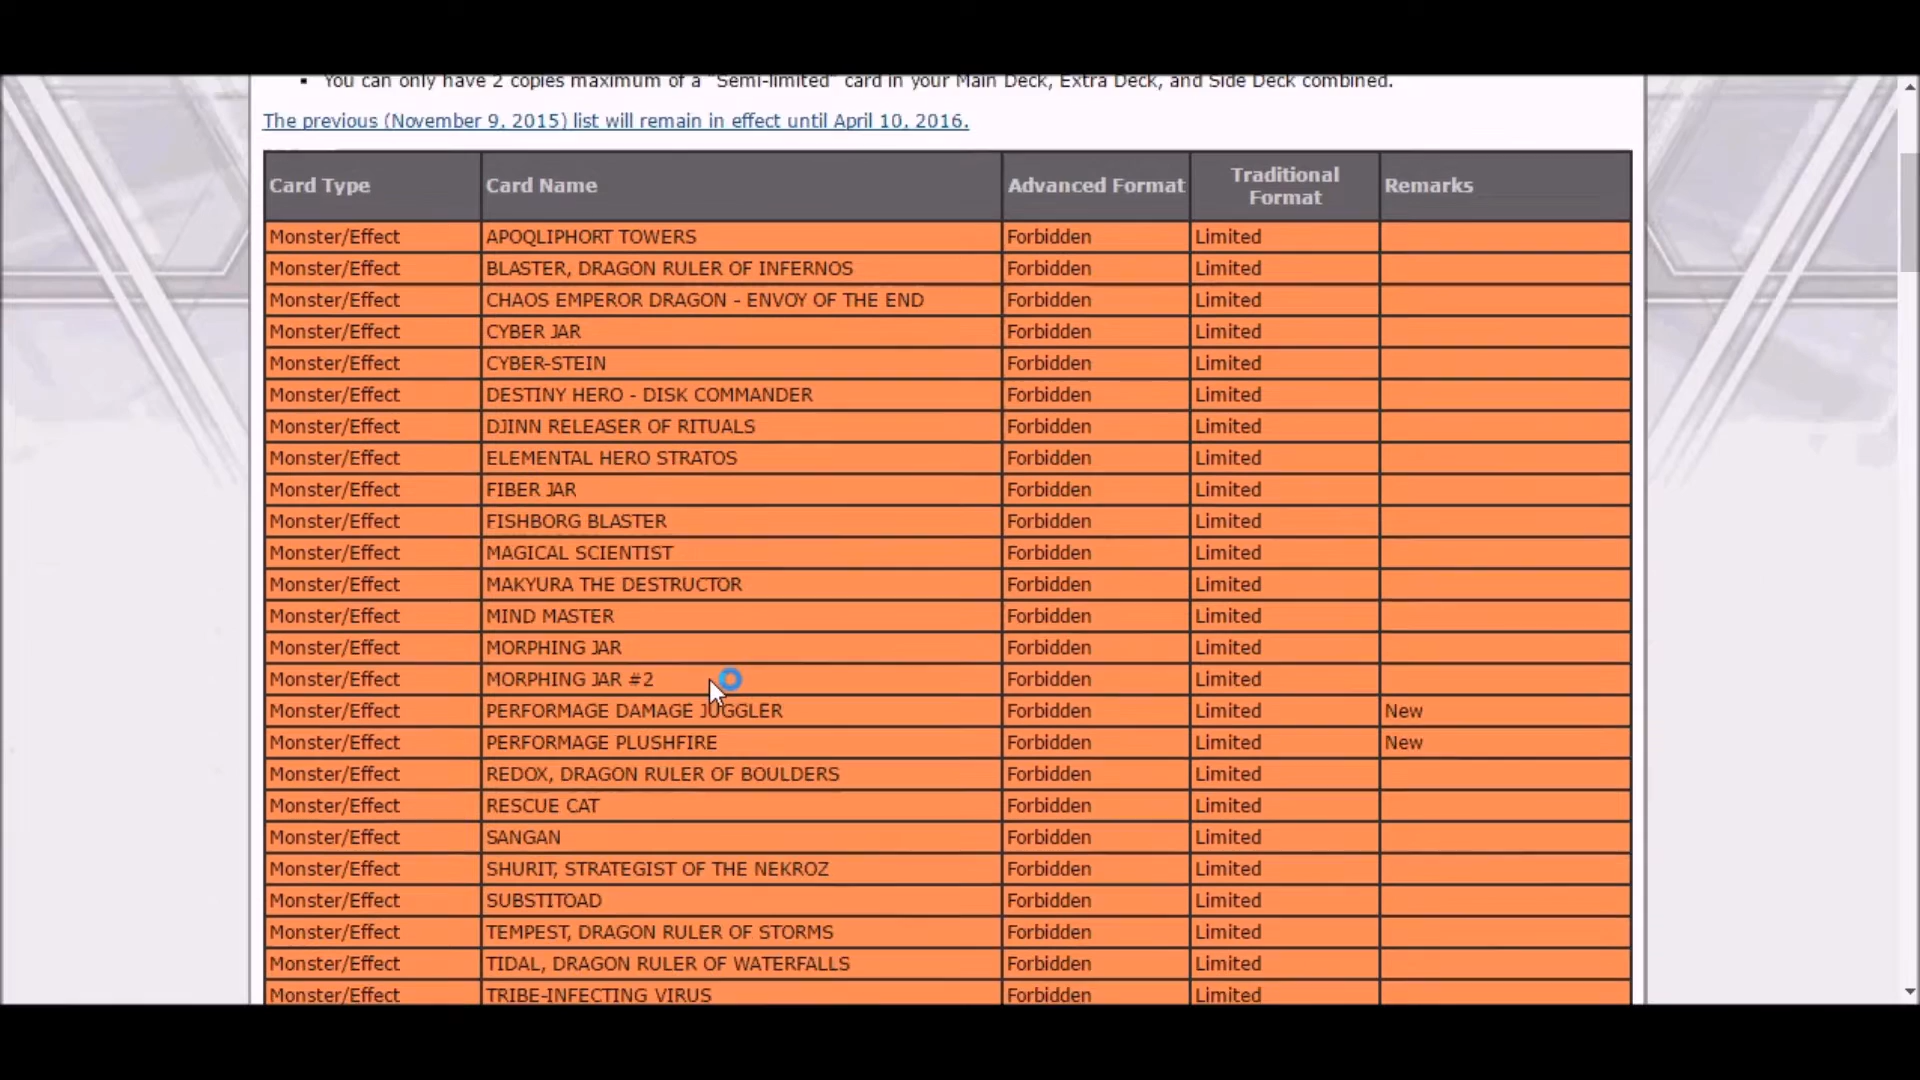 You can only have 2 copies maximum of a "Semi-limited" card in your Main Deck, Extra Deck, and Side Deck combined.
The previous (November 9, 2015) list will remain in effect until April 10, 2016.
Card Type Card Name Advanced Format Traditional Format Remarks
Monster/Effect APOQLIPHORT TOWERS Forbidden Limited
Monster/Effect BLASTER, DRAGON RULER OF INFERNOS Forbidden Limited
Monster/Effect CHAOS EMPEROR DRAGON - ENVOY OF THE END Forbidden Limited
Monster/Effect CYBER JAR Forbidden Limited
Monster/Effect CYBER-STEIN Forbidden Limited
Monster/Effect DESTINY HERO - DISK COMMANDER Forbidden Limited
Monster/Effect DJINN RELEASER OF RITUALS Forbidden Limited
Monster/Effect ELEMENTAL HERO STRATOS Forbidden Limited
Monster/Effect FIBER JAR Forbidden Limited
Monster/Effect FISHBORG BLASTER Forbidden Limited
Monster/Effect MAGICAL SCIENTIST Forbidden Limited
Monster/Effect MAKYURA THE DESTRUCTOR Forbidden Limited
Monster/Effect MIND MASTER Forbidden Limited
Monster/Effect MORPHING JAR Forbidden Limited
Monster/Effect MORPHING JAR #2 Forbidden Limited
Monster/Effect PERFORMAGE DAMAGE JUGGLER Forbidden Limited New
Monster/Effect PERFORMAGE PLUSHFIRE Forbidden Limited New
Monster/Effect REDOX, DRAGON RULER OF BOULDERS Forbidden Limited
Monster/Effect RESCUE CAT Forbidden Limited
Monster/Effect SANGAN Forbidden Limited
Monster/Effect SHURIT, STRATEGIST OF THE NEKROZ Forbidden Limited
Monster/Effect SUBSTITOAD Forbidden Limited
Monster/Effect TEMPEST, DRAGON RULER OF STORMS Forbidden Limited
Monster/Effect TIDAL, DRAGON RULER OF WATERFALLS Forbidden Limited
Monster/Effect TRIBE-INFECTING VIRUS Forbidden Limited